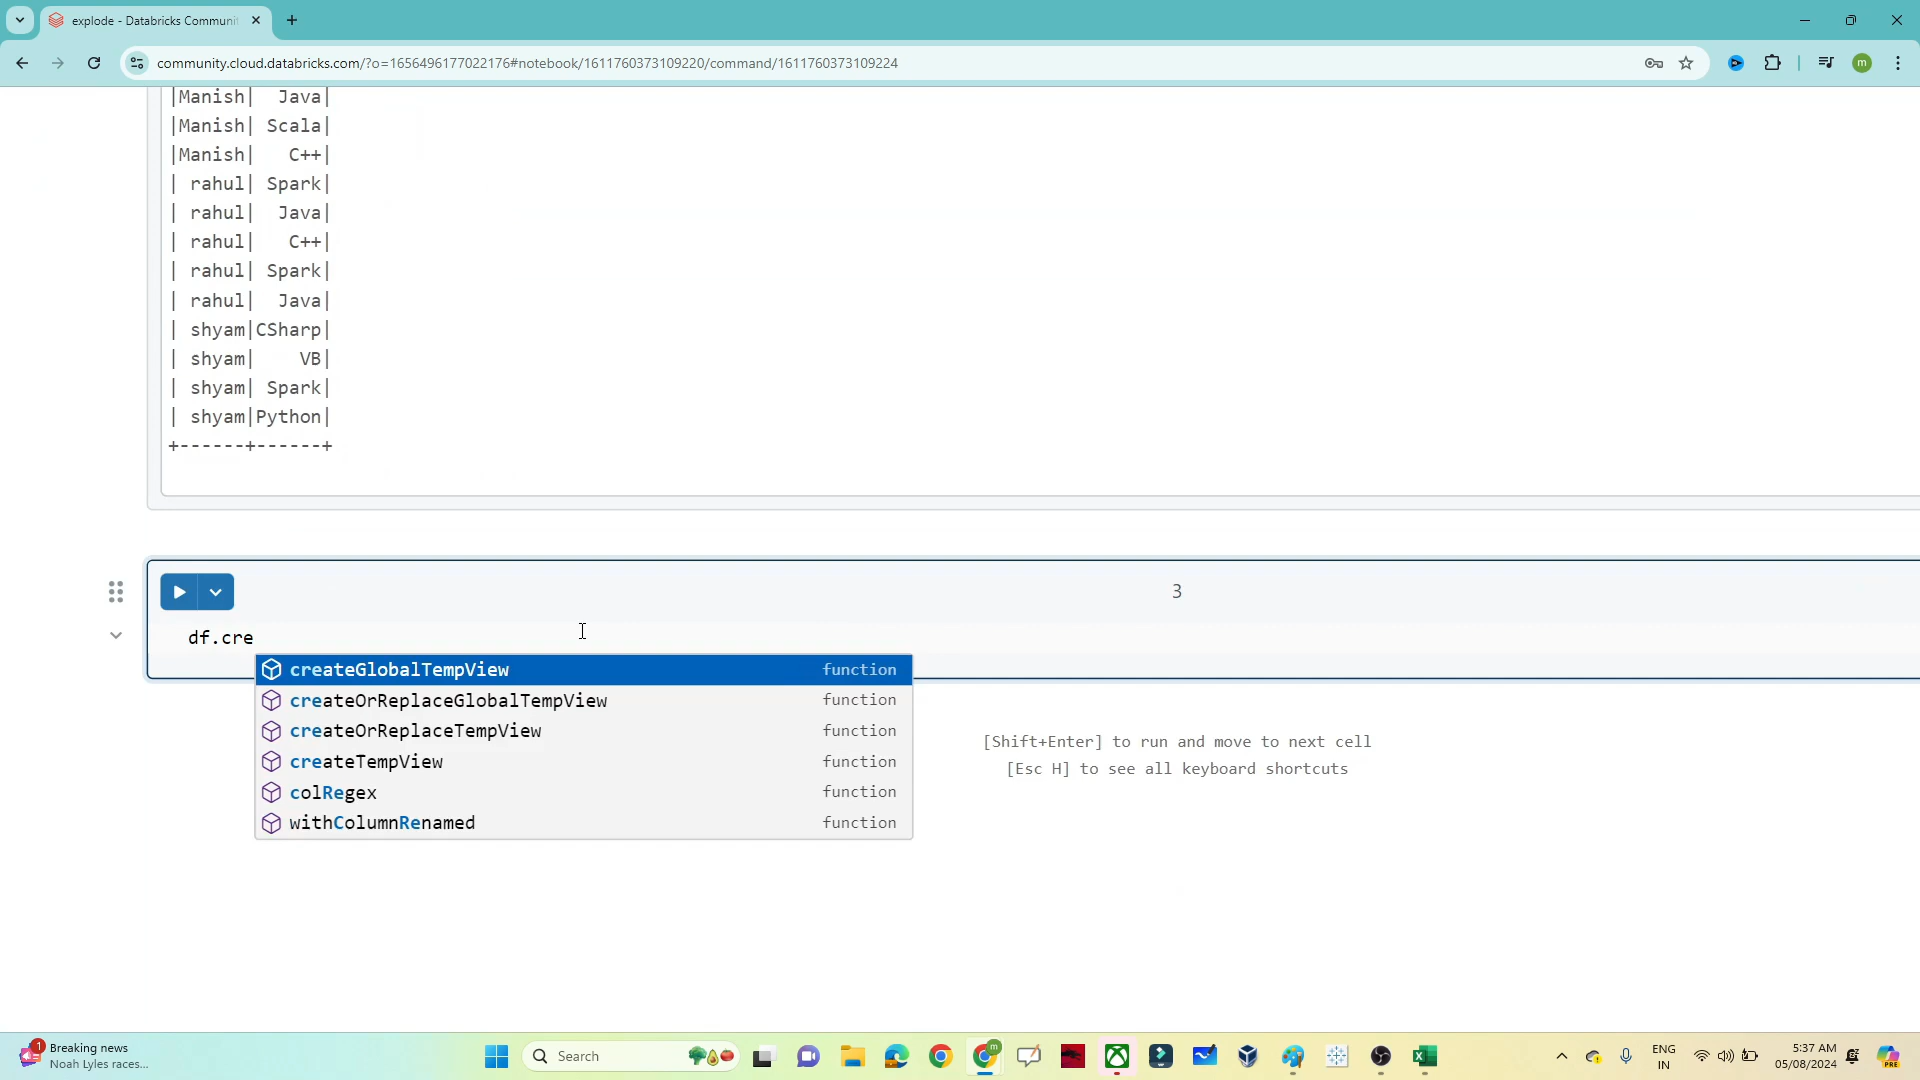 explode - Databricks Communi
community.cloud.databricks.com/?o=1656496177022176#notebook/1611760373109220/command/1611760373109224
m
|Manish|  Java|
|Manish| Scala|
|Manish|   C++|
| rahul| Spark|
| rahul|  Java|
| rahul|   C++|
| rahul| Spark|
| rahul|  Java|
| shyam|CSharp|
| shyam|    VB|
| shyam| Spark|
| shyam|Python|
+------+------+
3
df.cre
createGlobalTempView function
createOrReplaceGlobalTempView function
createOrReplaceTempView function
createTempView function
colRegex function
withColumnRenamed function
[Shift+Enter] to run and move to next cell
[Esc H] to see all keyboard shortcuts
1
Breaking news
Noah Lyles races...
Search
m
ENG
IN
5:37 AM
05/08/2024
PRE